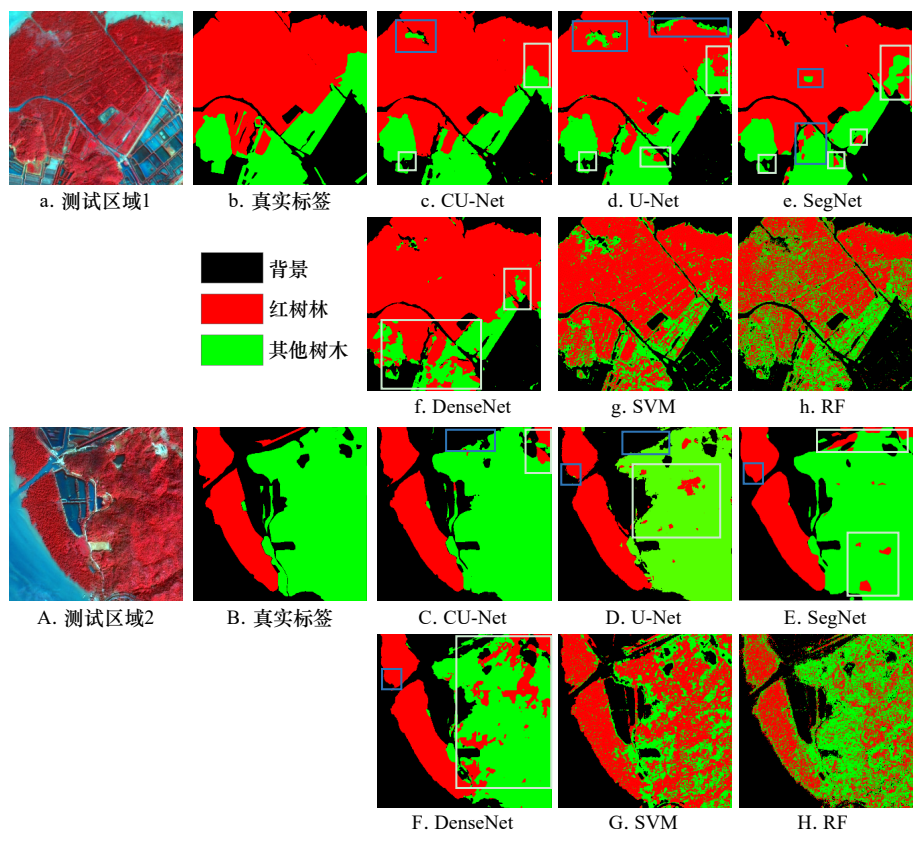 a. 测试区域1
b. 真实标签
c. CU-Net
d. U-Net
e. SegNet
背景
红树林
其他树木
f. DenseNet
g. SVM
h. RF
A. 测试区域2
B. 真实标签
C. CU-Net
D. U-Net
E. SegNet
F. DenseNet
G. SVM
H. RF